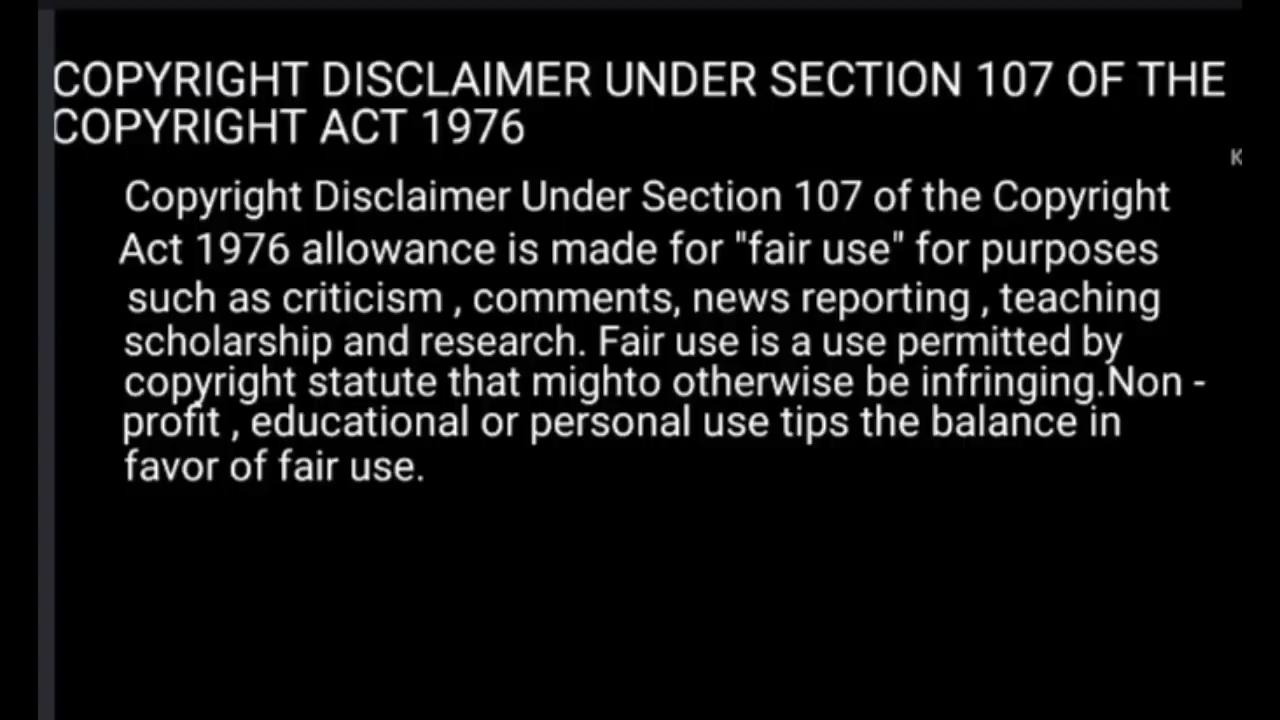 COPYRIGHT DISCLAIMER UNDER SECTION 107 OF THE
COPYRIGHT ACT 1976
K
Copyright Disclaimer Under Section 107 of the Copyright
Act 1976 allowance is made for "fair use" for purposes
such as criticism , comments, news reporting , teaching
scholarship and research. Fair use is a use permitted by
copyright statute that mighto otherwise be infringing.Non -
profit , educational or personal use tips the balance in
favor of fair use.